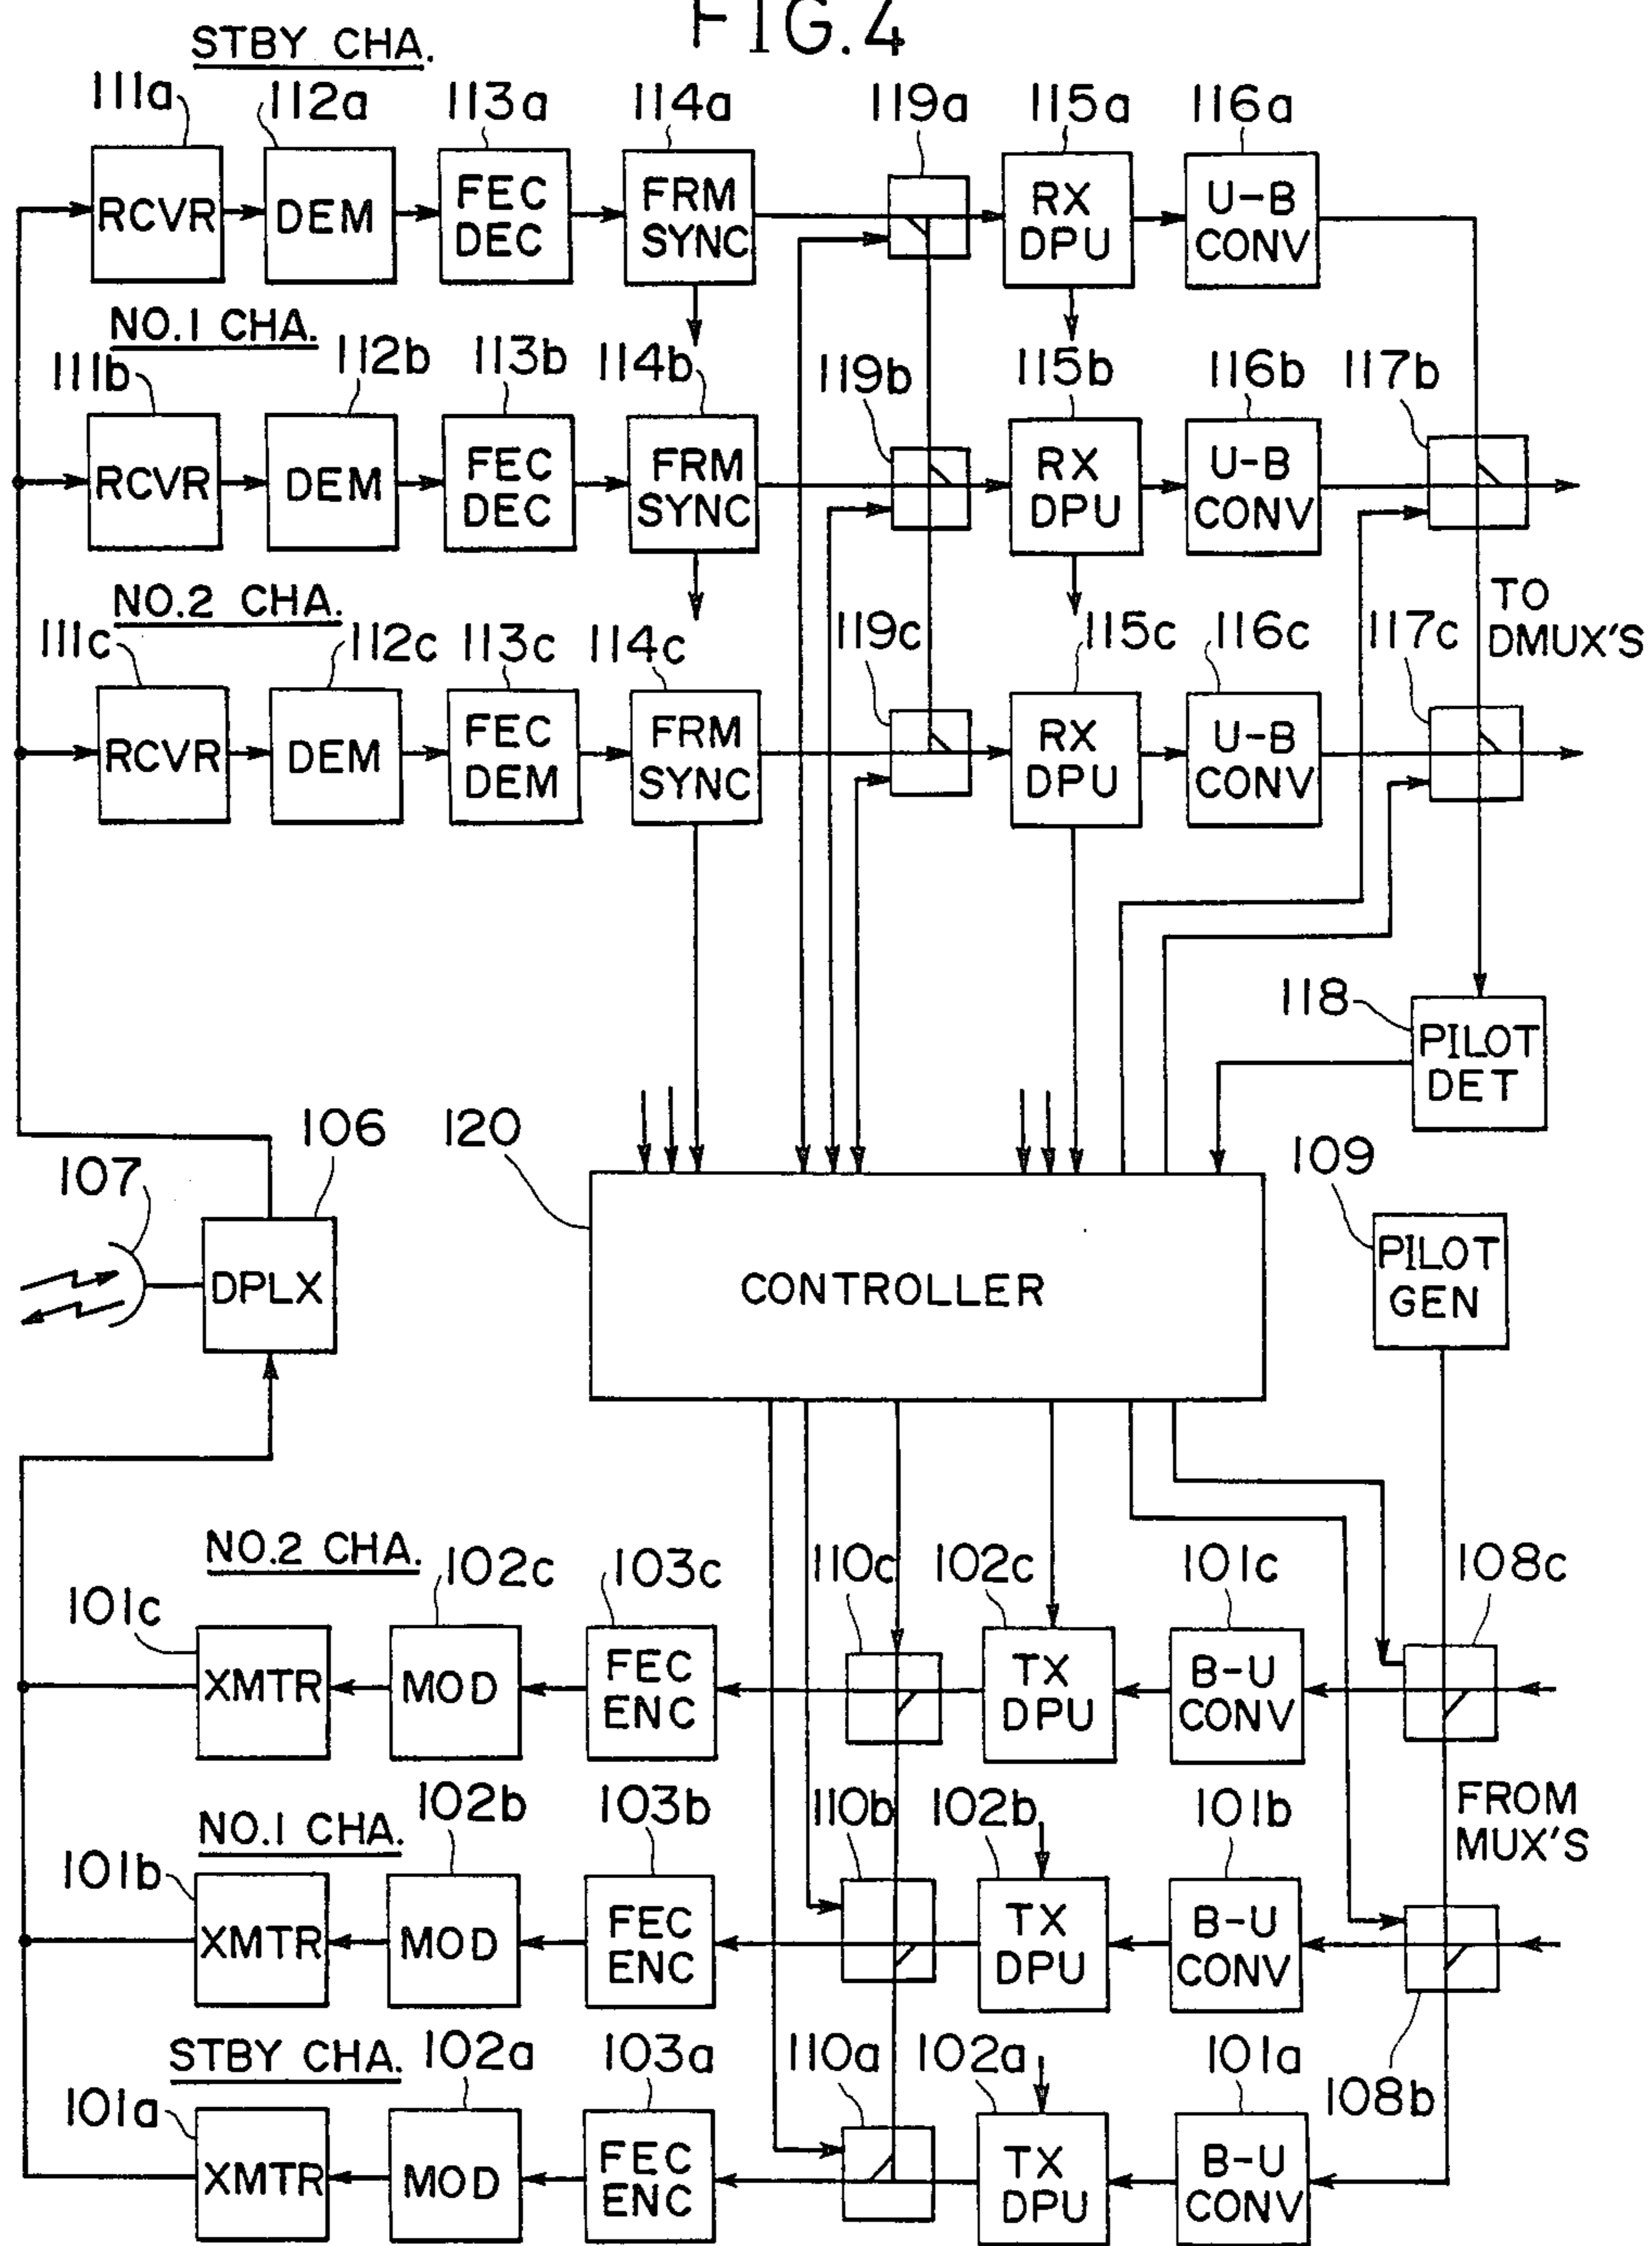 FIG.4
STBY CHA.
111a 112a 113a 114a 119a 115a 116a
RCVR DEM FEC DEC FRM SYNC RX DPU U-B CONV
NO.1 CHA.
111b 112b 113b 114b 119b 115b 116b 117b
RCVR DEM FEC DEC FRM SYNC RX DPU U-B CONV
TO DMUX'S
NO.2 CHA.
111c 112c 113c 114c 119c 115c 116c 117c
RCVR DEM FEC DEM FRM SYNC RX DPU U-B CONV
118
PILOT DET
106
120
107
109
DPLX
CONTROLLER
PILOT GEN
NO.2 CHA.
101c 102c 103c 110c 102c 101c 108c
XMTR MOD FEC ENC TX DPU B-U CONV
FROM MUX'S
NO.1 CHA.
101b 102b 103b 110b 102b 101b
XMTR MOD FEC ENC TX DPU B-U CONV
108b
STBY CHA.
101a 102a 103a 110a 102a 101a
XMTR MOD FEC ENC TX DPU B-U CONV